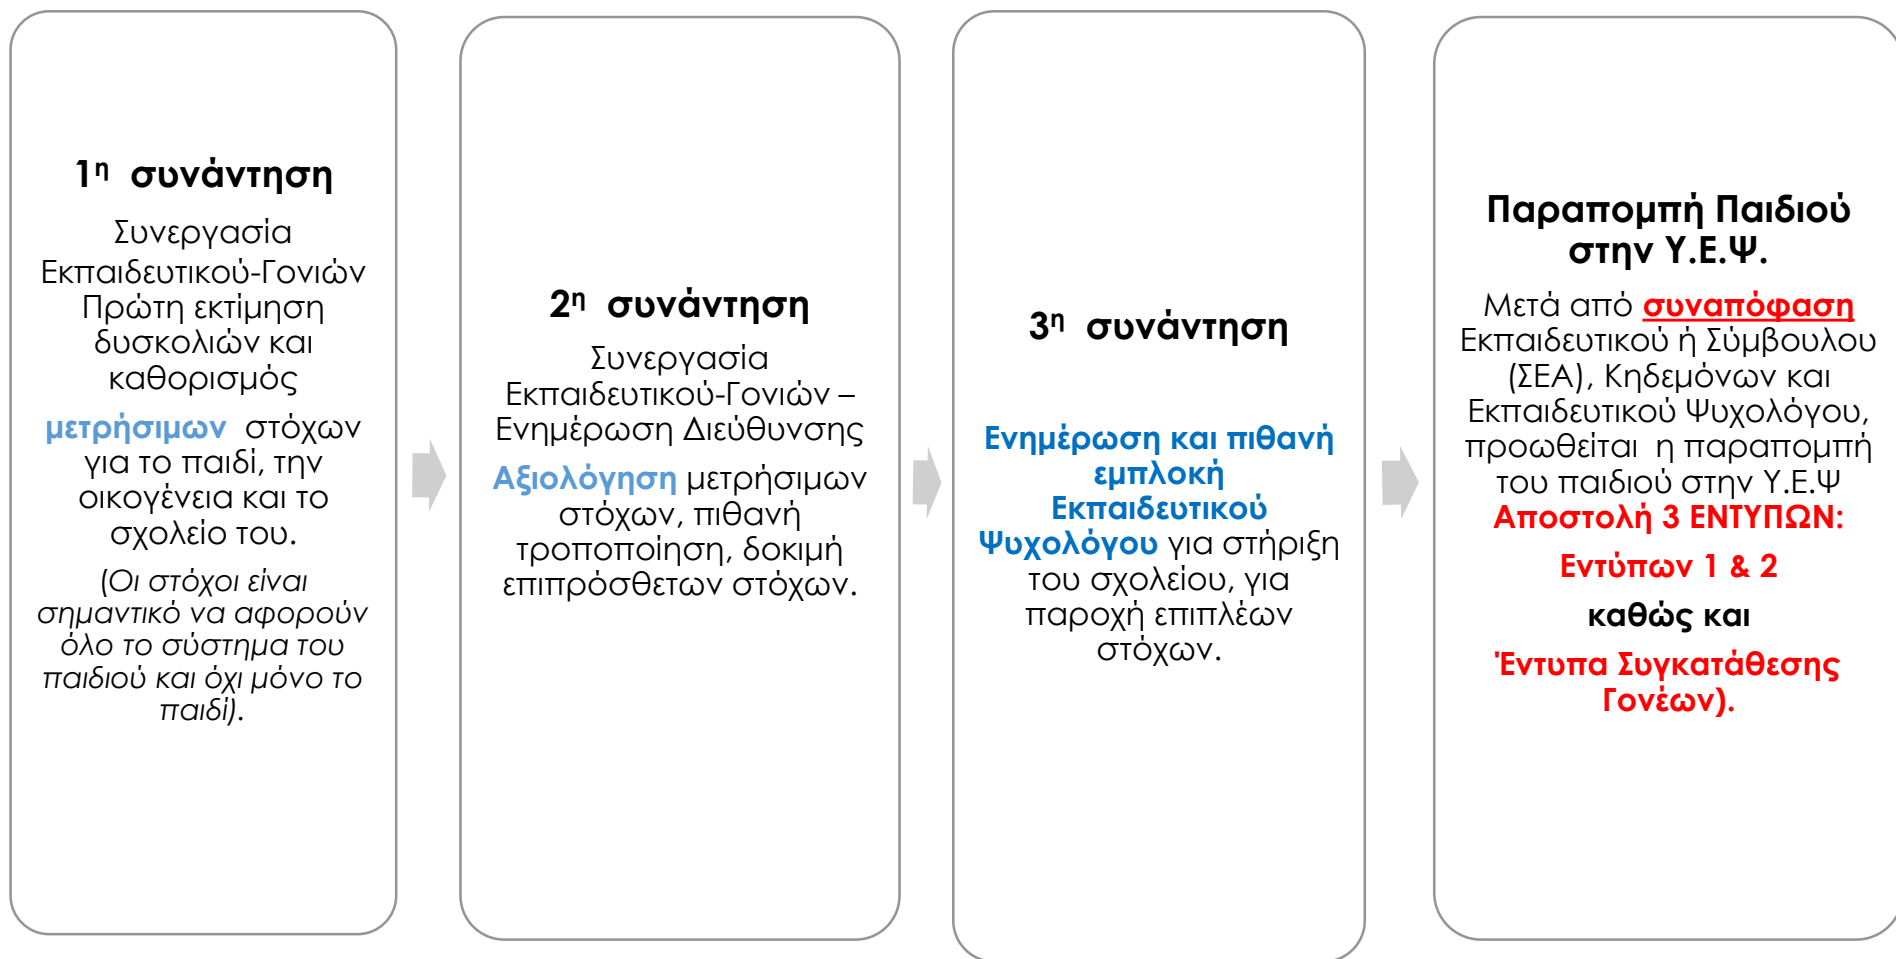 1η συνάντηση
Συνεργασία
Εκπαιδευτικού-Γονιών
Πρώτη εκτίμηση
δυσκολιών και
καθορισμός
μετρήσιμων στόχων
για το παιδί, την
οικογένεια και το
σχολείο του.
(Οι στόχοι είναι
σημαντικό να αφορούν
όλο το σύστημα του
παιδιού και όχι μόνο το
παιδί).
2η συνάντηση
Συνεργασία
Εκπαιδευτικού-Γονιών –
Ενημέρωση Διεύθυνσης
Αξιολόγηση μετρήσιμων
στόχων, πιθανή
τροποποίηση, δοκιμή
επιπρόσθετων στόχων.
3η συνάντηση
Ενημέρωση και πιθανή
εμπλοκή
Εκπαιδευτικού
Ψυχολόγου για στήριξη
του σχολείου, για
παροχή επιπλέων
στόχων.
Παραπομπή Παιδιού
στην Υ.Ε.Ψ.
Μετά από συναπόφαση
Εκπαιδευτικού ή Σύμβουλου
(ΣΕΑ), Κηδεμόνων και
Εκπαιδευτικού Ψυχολόγου,
προωθείται η παραπομπή
του παιδιού στην Υ.Ε.Ψ
Αποστολή 3 ΕΝΤΥΠΩΝ:
Εντύπων 1 & 2
καθώς και
Έντυπα Συγκατάθεσης
Γονέων).